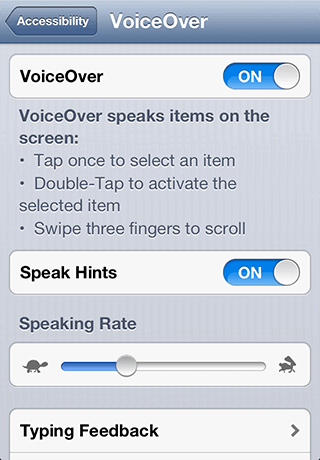 Accessibility VoiceOver
VoiceOver ON
VoiceOver speaks items on the
screen:
• Tap once to select an item
• Double-Tap to activate the
selected item
• Swipe three fingers to scroll
Speak Hints ON
Speaking Rate
Typing Feedback